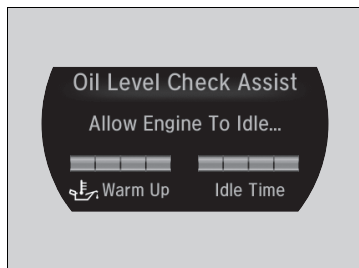 Oil Level Check Assist
Allow Engine To Idle...
Warm Up Idle Time